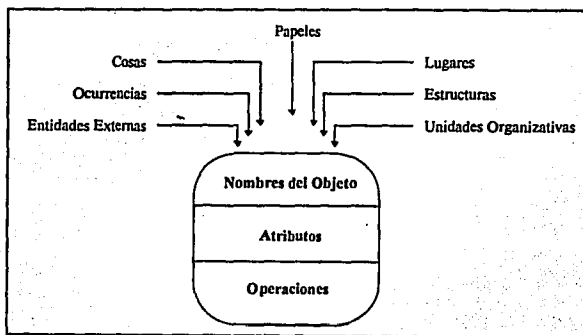 Papeles
Cosas
Lugares
Ocurrencias
Estructuras
Entidades Externas
Unidades Organizativas
Nombres del Objeto
Atributos
Operaciones